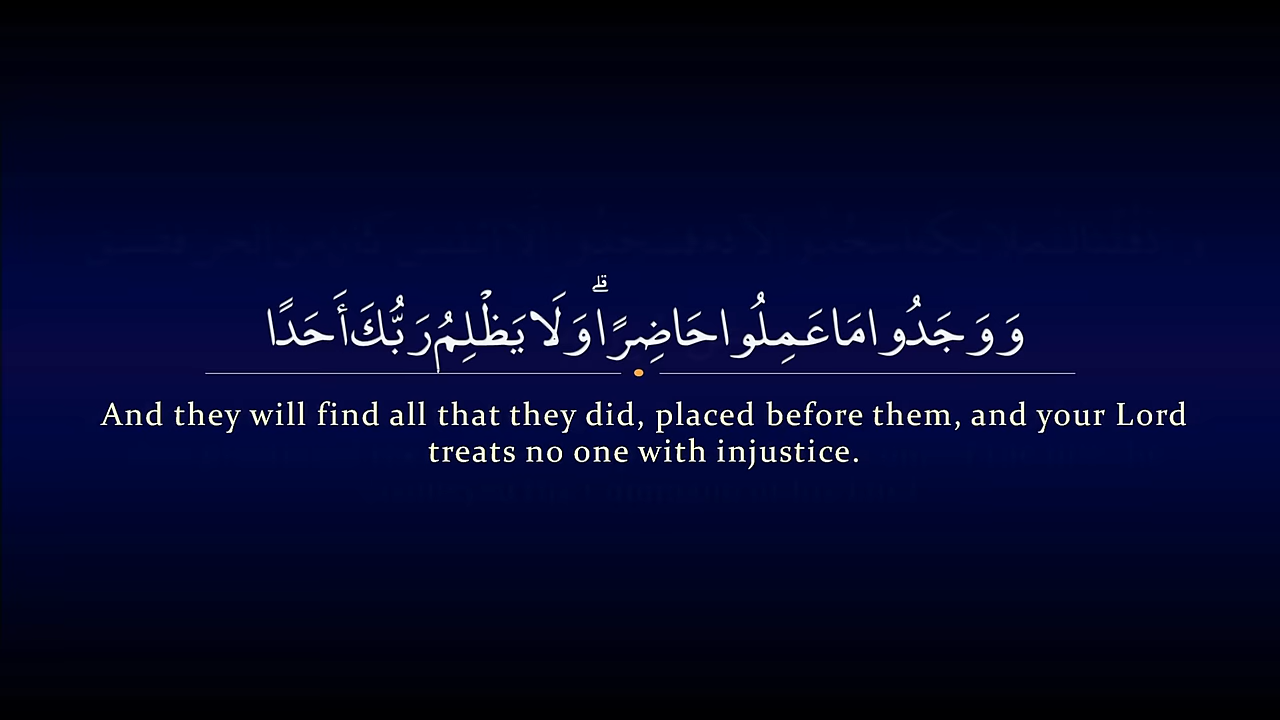 وَوَجَدُوا مَا عَمِلُوا حَاضِرًا ۗ وَلَا يَظْلِمُ رَبُّكَ أَحَدًا
And they will find all that they did, placed before them, and your Lord
treats no one with injustice.